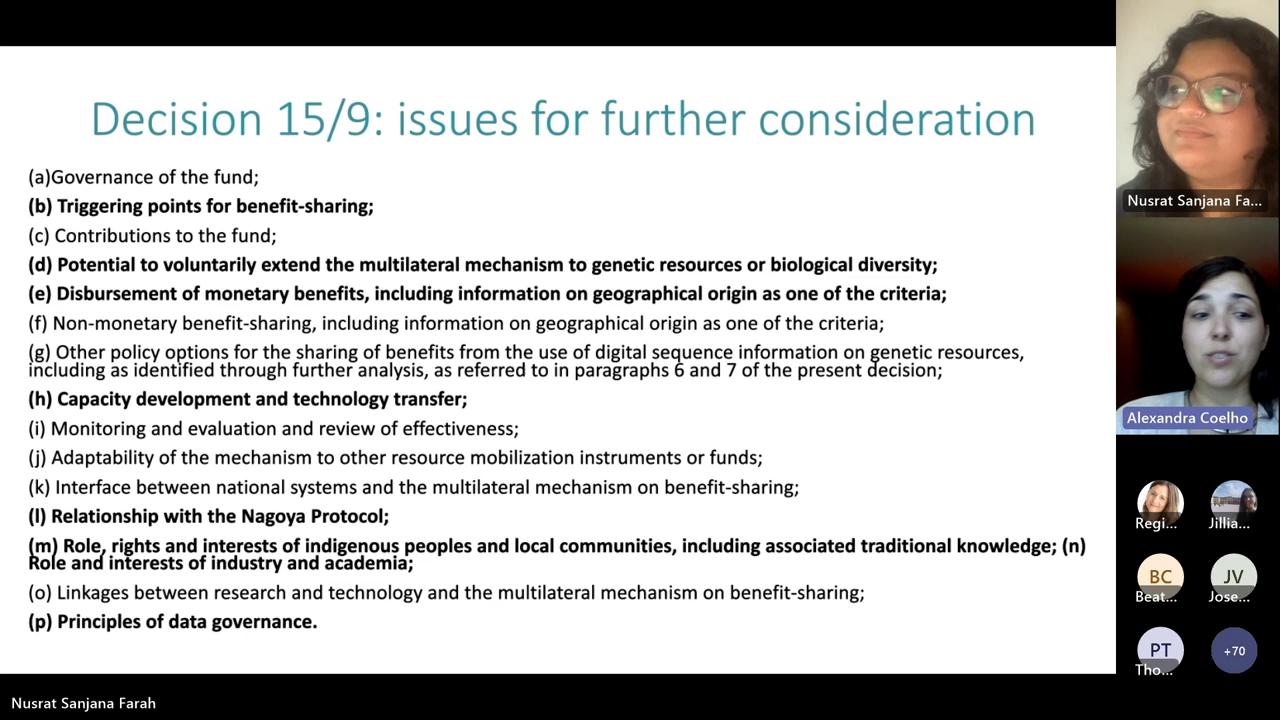 Decision 15/9: issues for further consideration
(a)Governance of the fund;
(b) Triggering points for benefit-sharing;
(c) Contributions to the fund;
(d) Potential to voluntarily extend the multilateral mechanism to genetic resources or biological diversity;
(e) Disbursement of monetary benefits, including information on geographical origin as one of the criteria;
(f) Non-monetary benefit-sharing, including information on geographical origin as one of the criteria;
(g) Other policy options for the sharing of benefits from the use of digital sequence information on genetic resources,
including as identified through further analysis, as referred to in paragraphs 6 and 7 of the present decision;
(h) Capacity development and technology transfer;
(i) Monitoring and evaluation and review of effectiveness;
(j) Adaptability of the mechanism to other resource mobilization instruments or funds;
(k) Interface between national systems and the multilateral mechanism on benefit-sharing;
(l) Relationship with the Nagoya Protocol;
(m) Role, rights and interests of indigenous peoples and local communities, including associated traditional knowledge; (n)
Role and interests of industry and academia;
(o) Linkages between research and technology and the multilateral mechanism on benefit-sharing;
(p) Principles of data governance.
Nusrat Sanjana Fa...
Alexandra Coelho
Regi...
Jillia...
BC
Beat...
JV
Jose...
PT
Tho...
+70
Nusrat Sanjana Farah